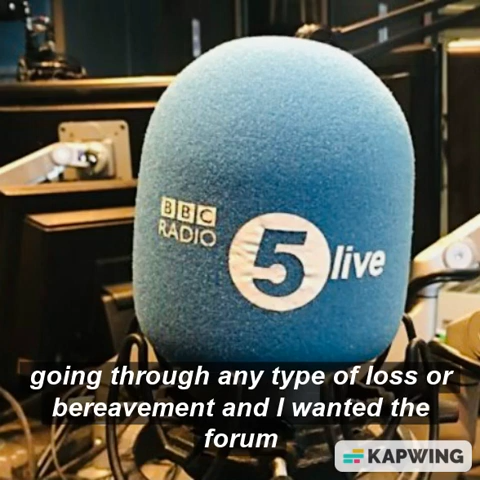 BBC
RADIO
5 live
going through any type of loss or
bereavement and I wanted the
forum
KAPWING